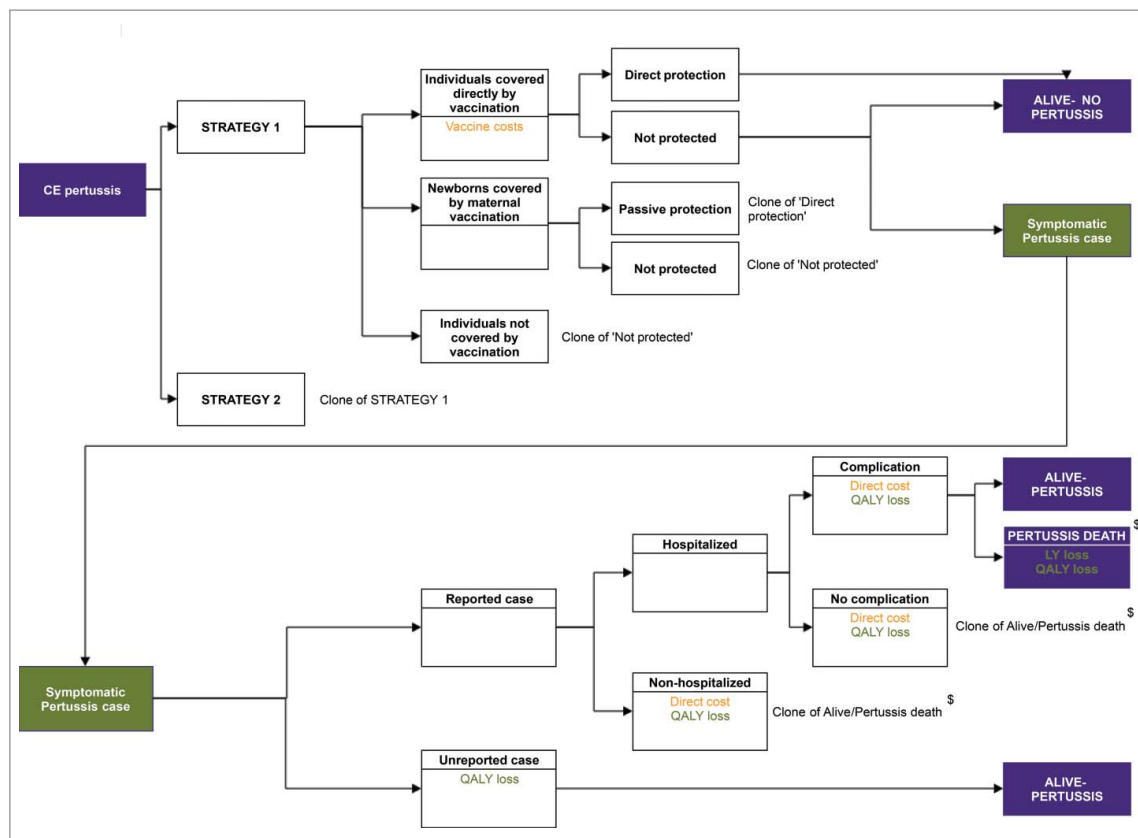 Individuals covered
directly by
vaccination
Vaccine costs
Direct protection
ALIVE- NO
PERTUSSIS
STRATEGY 1
Not protected
CE pertussis
Newborns covered
by maternal
vaccination
Passive protection
Clone of 'Direct
protection'
Symptomatic
Pertussis case
Not protected
Clone of 'Not protected'
Individuals not
covered by
vaccination
Clone of 'Not protected'
STRATEGY 2
Clone of STRATEGY 1
Complication
Direct cost
QALY loss
ALIVE-
PERTUSSIS
Hospitalized
PERTUSSIS DEATH
$
LY loss
QALY loss
Reported case
No complication
Direct cost
QALY loss
Clone of Alive/Pertussis death
$
Symptomatic
Pertussis case
Non-hospitalized
Direct cost
QALY loss
Clone of Alive/Pertussis death
$
Unreported case
QALY loss
ALIVE-
PERTUSSIS